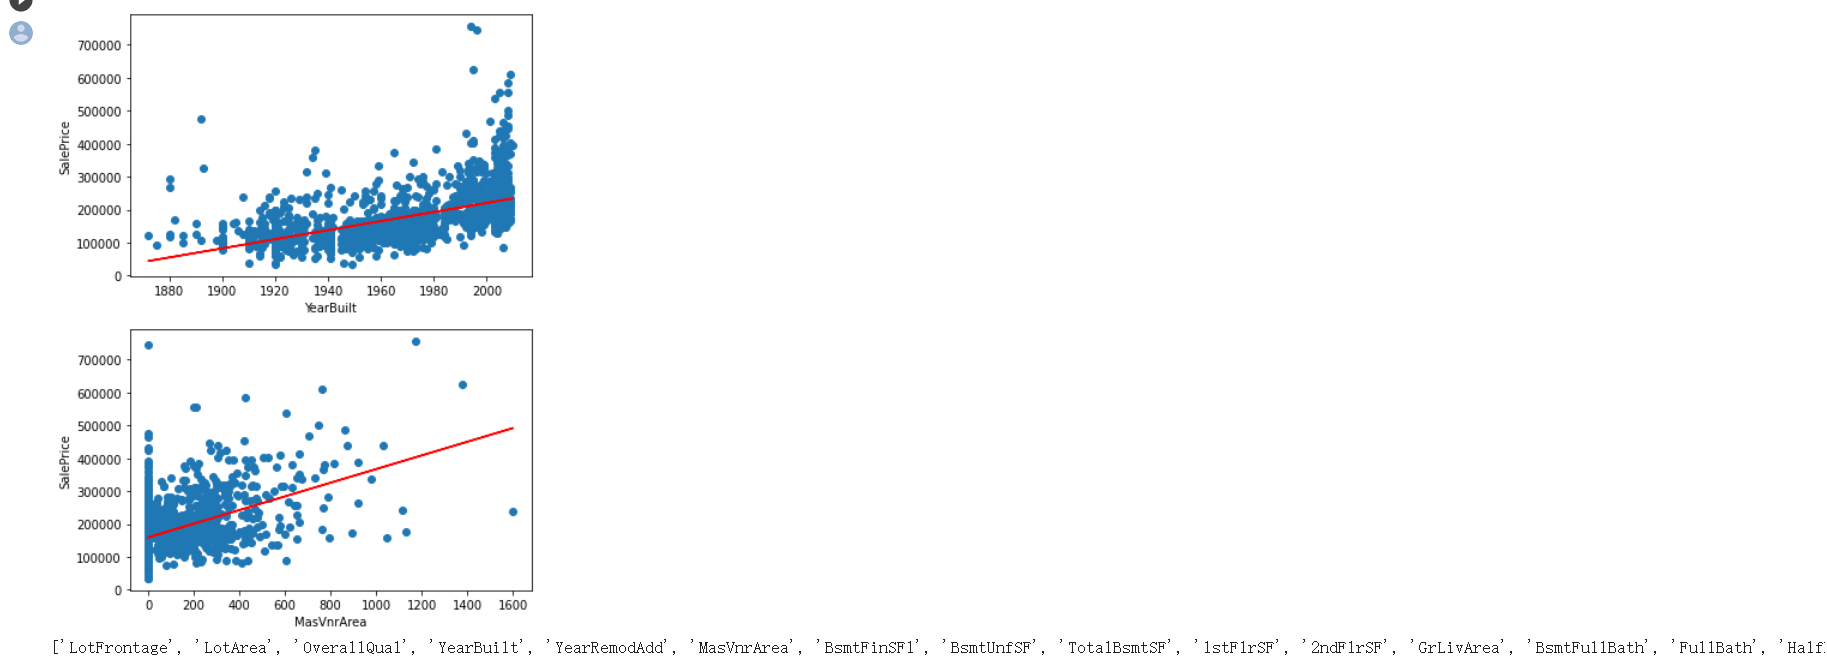 700000
600000
500000
400000
300000
200000
100000
0
SalePrice
1880 1900 1920 1940 1960 1980 2000
YearBuilt
700000
600000
500000
400000
300000
200000
100000
0
SalePrice
0 200 400 600 800 1000 1200 1400 1600
MasVnrArea
['LotFrontage', 'LotArea', 'OverallQual', 'YearBuilt', 'YearRemodAdd', 'MasVnrArea', 'BsmtFinSF1', 'BsmtUnfSF', 'TotalBsmtSF', '1stFlrSF', '2ndFlrSF', 'GrLivArea', 'BsmtFullBath', 'FullBath', 'Half